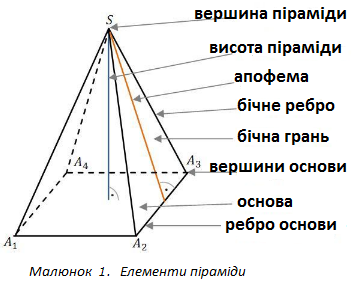 S
вершина піраміди
висота піраміди
апофема
бічне ребро
бічна грань
A4
A3
вершини основи
основа
ребро основи
A1
A2
Малюнок 1. Елементи піраміди